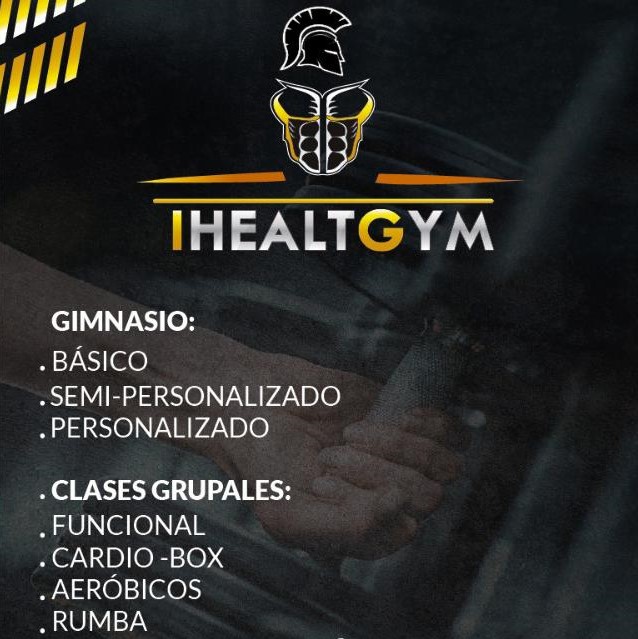 IHEALTGYM
GIMNASIO:
. BÁSICO
. SEMI-PERSONALIZADO
. PERSONALIZADO
. CLASES GRUPALES:
. FUNCIONAL
. CARDIO -BOX
. AERÓBICOS
. RUMBA